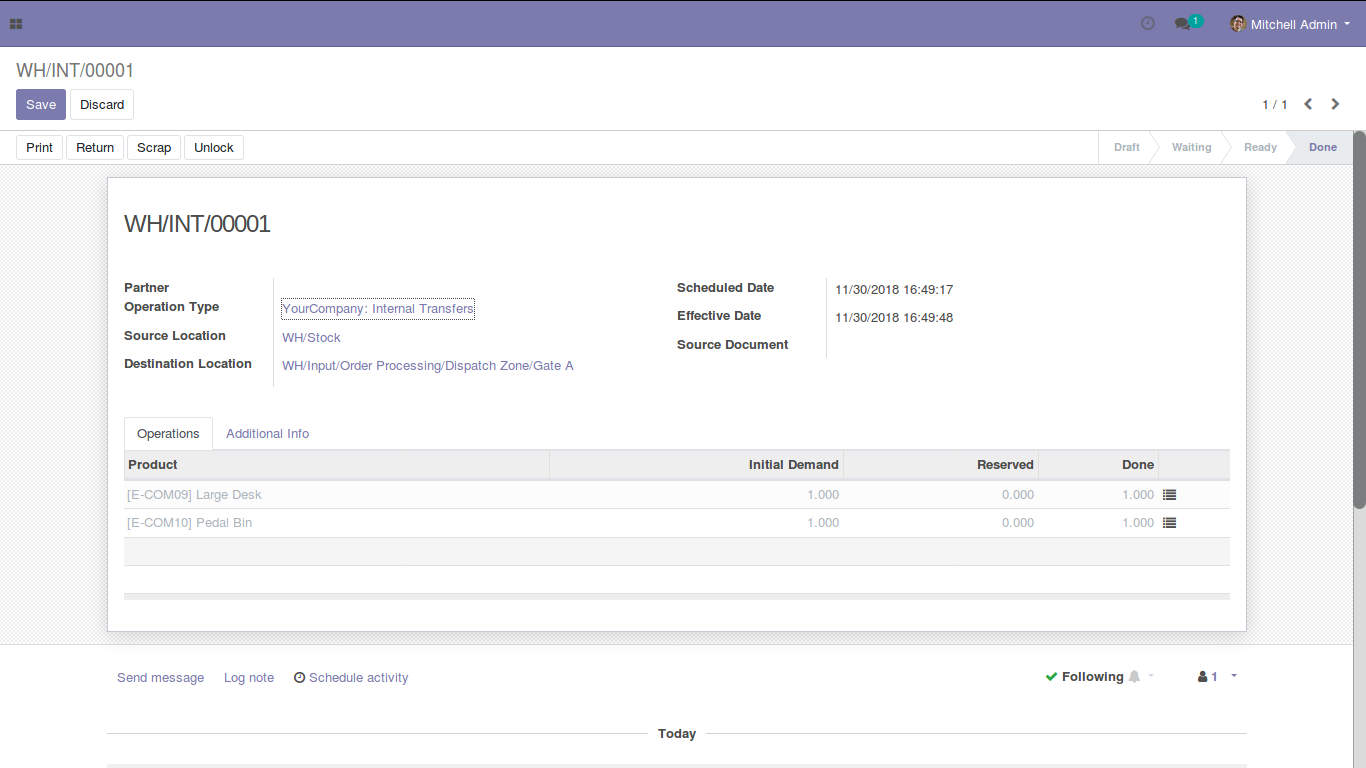 1 Mitchell Admin
WH/INT/00001
Save Discard 1 / 1
Print Return Scrap Unlock Draft Waiting Ready Done
WH/INT/00001
Partner Scheduled Date 11/30/2018 16:49:17
Operation Type YourCompany: Internal Transfers Effective Date 11/30/2018 16:49:48
Source Location WH/Stock Source Document
Destination Location WH/Input/Order Processing/Dispatch Zone/Gate A
Operations Additional Info
Product Initial Demand Reserved Done
[E-COM09] Large Desk 1.000 0.000 1.000
[E-COM10] Pedal Bin 1.000 0.000 1.000
Send message Log note Schedule activity Following 1
Today